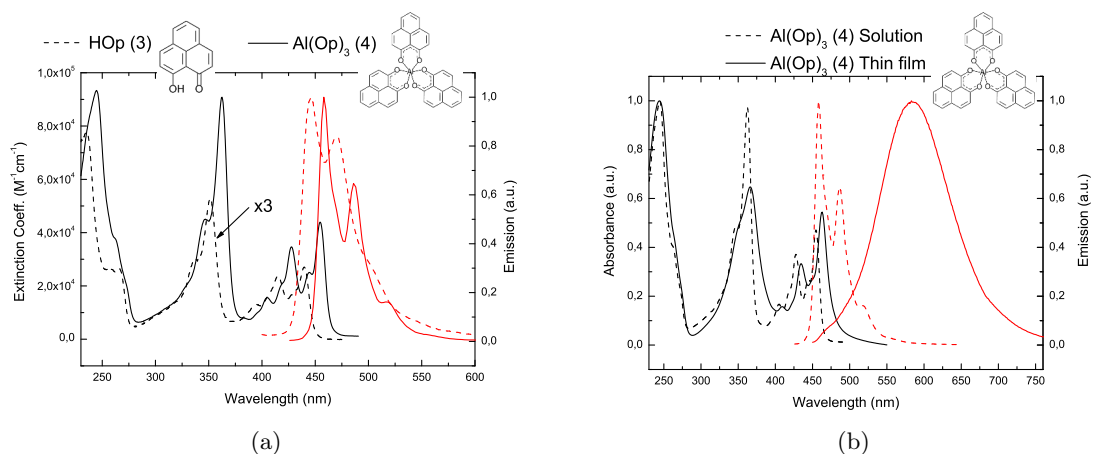 HOp (3)
Al(Op)3 (4)
OH
O
O
O
O
Al
O
O
O
O
1,0x10^5
8,0x10^4
6,0x10^4
4,0x10^4
2,0x10^4
0,0
Extinction Coeff. (M^-1cm^-1)
x3
1,0
0,8
0,6
0,4
0,2
0,0
Emission (a.u.)
250
300
350
400
450
500
550
600
Wavelength (nm)
(a)
Al(Op)3 (4) Solution
Al(Op)3 (4) Thin film
O
O
O
Al
O
O
O
1,0
0,8
0,6
0,4
0,2
0,0
Absorbance (a.u.)
1,0
0,8
0,6
0,4
0,2
0,0
Emission (a.u.)
250
300
350
400
450
500
550
600
650
700
750
Wavelength (nm)
(b)